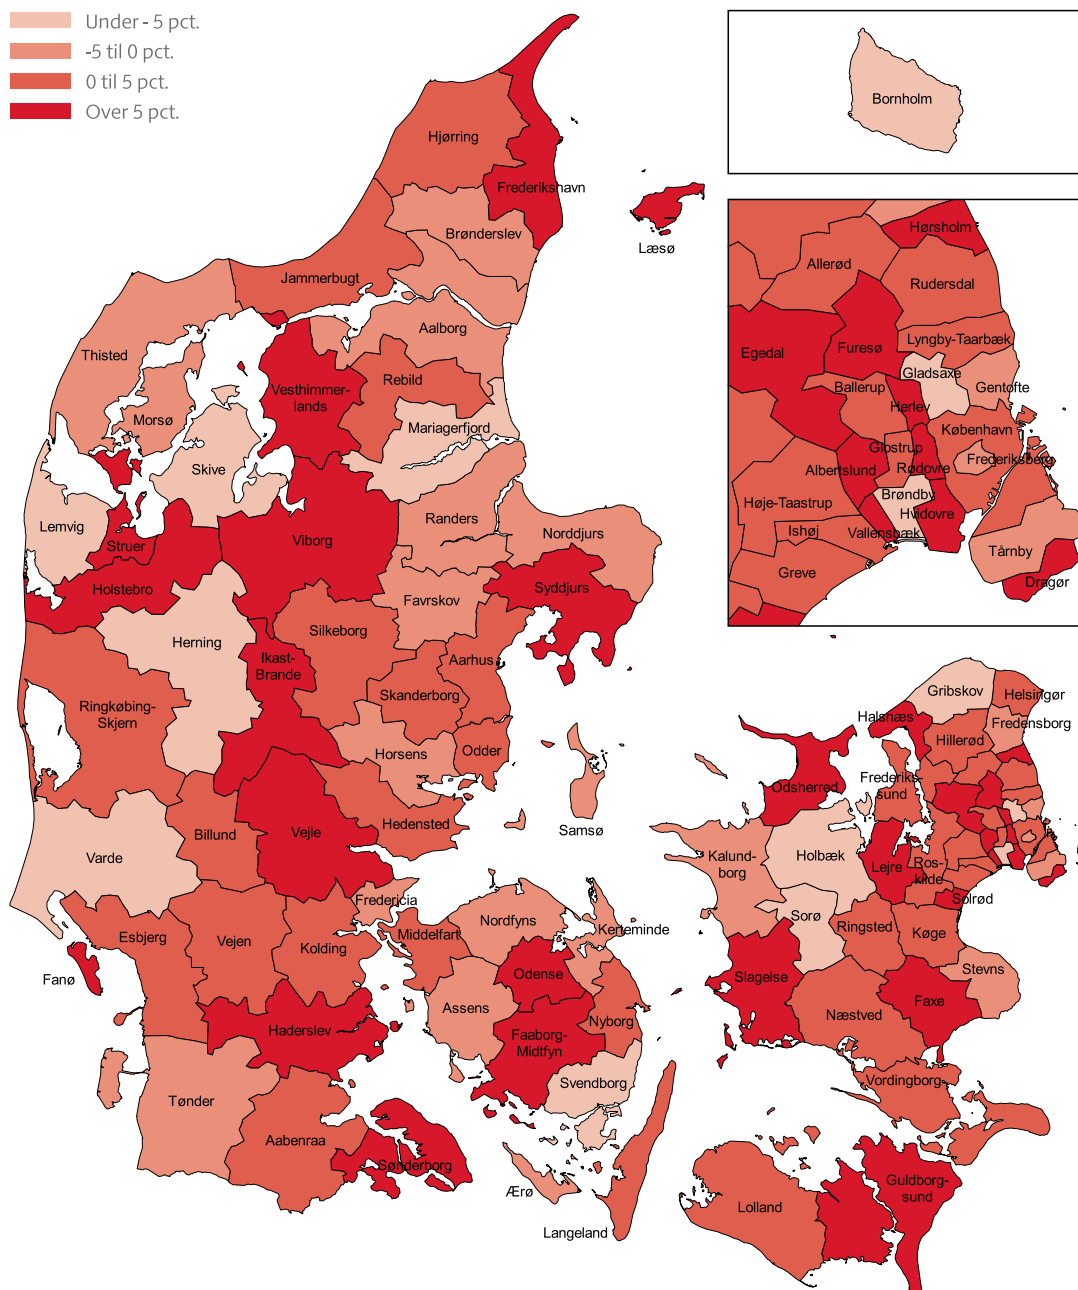 Under - 5 pct.
-5 til 0 pct.
0 til 5 pct.
Over 5 pct.
Hjørring
Frederikshavn
Læsø
Brønderslev
Jammerbugt
Aalborg
Thisted
Rebild
Vesthimmer-
lands
Morsø
Mariagerfjord
Skive
Lemvig
Randers
Norddjurs
Viborg
Struer
Holstebro
Favrskov
Syddjurs
Silkeborg
Herning
Ikast-
Brande
Aarhus
Skanderborg
Ringkøbing-
Skjern
Horsens
Odder
Samsø
Hedensted
Billund
Vejle
Varde
Fredericia
Esbjerg
Vejen
Kolding
Middelfart
Nordfyns
Kerteminde
Fanø
Odense
Assens
Haderslev
Faaborg-
Midtfyn
Nyborg
Svendborg
Tønder
Aabenraa
Sønderborg
Ærø
Langeland
Bornholm
Hørsholm
Allerød
Rudersdal
Egedal
Furesø
Lyngby-Taarbæk
Gladsaxe
Gentofte
Ballerup
Herlev
København
Glostrup
Frederiksberg
Albertslund
Rødovre
Høje-Taastrup
Brøndby
Hvidovre
Ishøj
Vallensbæk
Tårnby
Greve
Dragør
Gribskov
Helsingør
Halsnæs
Fredensborg
Hillerød
Odsherred
Frederiks-
sund
Kalund-
borg
Holbæk
Lejre
Ros-
kilde
Solrød
Sorø
Ringsted
Køge
Stevns
Slagelse
Faxe
Næstved
Vordingborg
Guldborg-
sund
Lolland